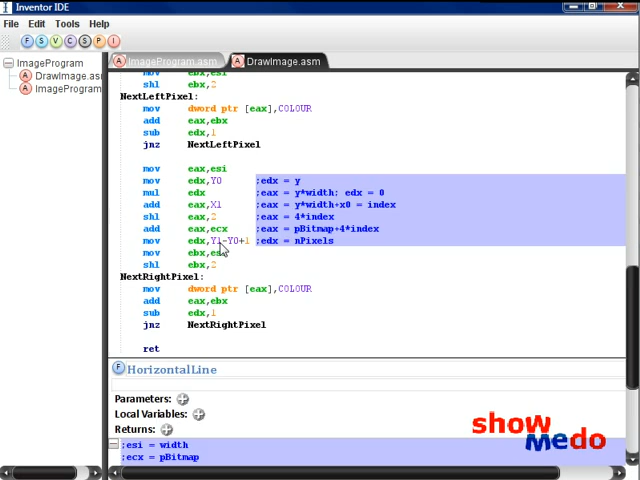 Inventor IDE
File Edit Tools Help
F S V C S P I
ImageProgram
DrawImage.asm
ImageProgram
ImageProgram.asm DrawImage.asm
mov ebx,esi
shl ebx,2
NextLeftPixel:
mov dword ptr [eax],COLOUR
add eax,ebx
sub edx,1
jnz NextLeftPixel
mov eax,esi
mov edx,Y0 ;edx = y
mul edx ;eax = y*width; edx = 0
add eax,X1 ;eax = y*width+x0 = index
shl eax,2 ;eax = 4*index
add eax,ecx ;eax = pBitmap+4*index
mov edx,Y1-Y0+1 ;edx = nPixels
mov ebx,esi
shl ebx,2
NextRightPixel:
mov dword ptr [eax],COLOUR
add eax,ebx
sub edx,1
jnz NextRightPixel
ret
F HorizontalLine
Parameters:
Local Variables:
Returns:
;esi = width
;ecx = pBitmap
show
medo